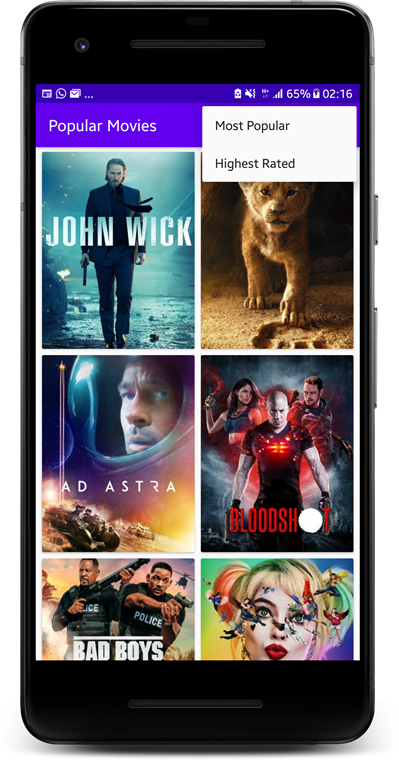 ... 65% 02:16
Popular Movies
Most Popular
Highest Rated
JOHN WICK
AD ASTRA
BLOODSHOT
POLICE
POLICE
BAD BOYS